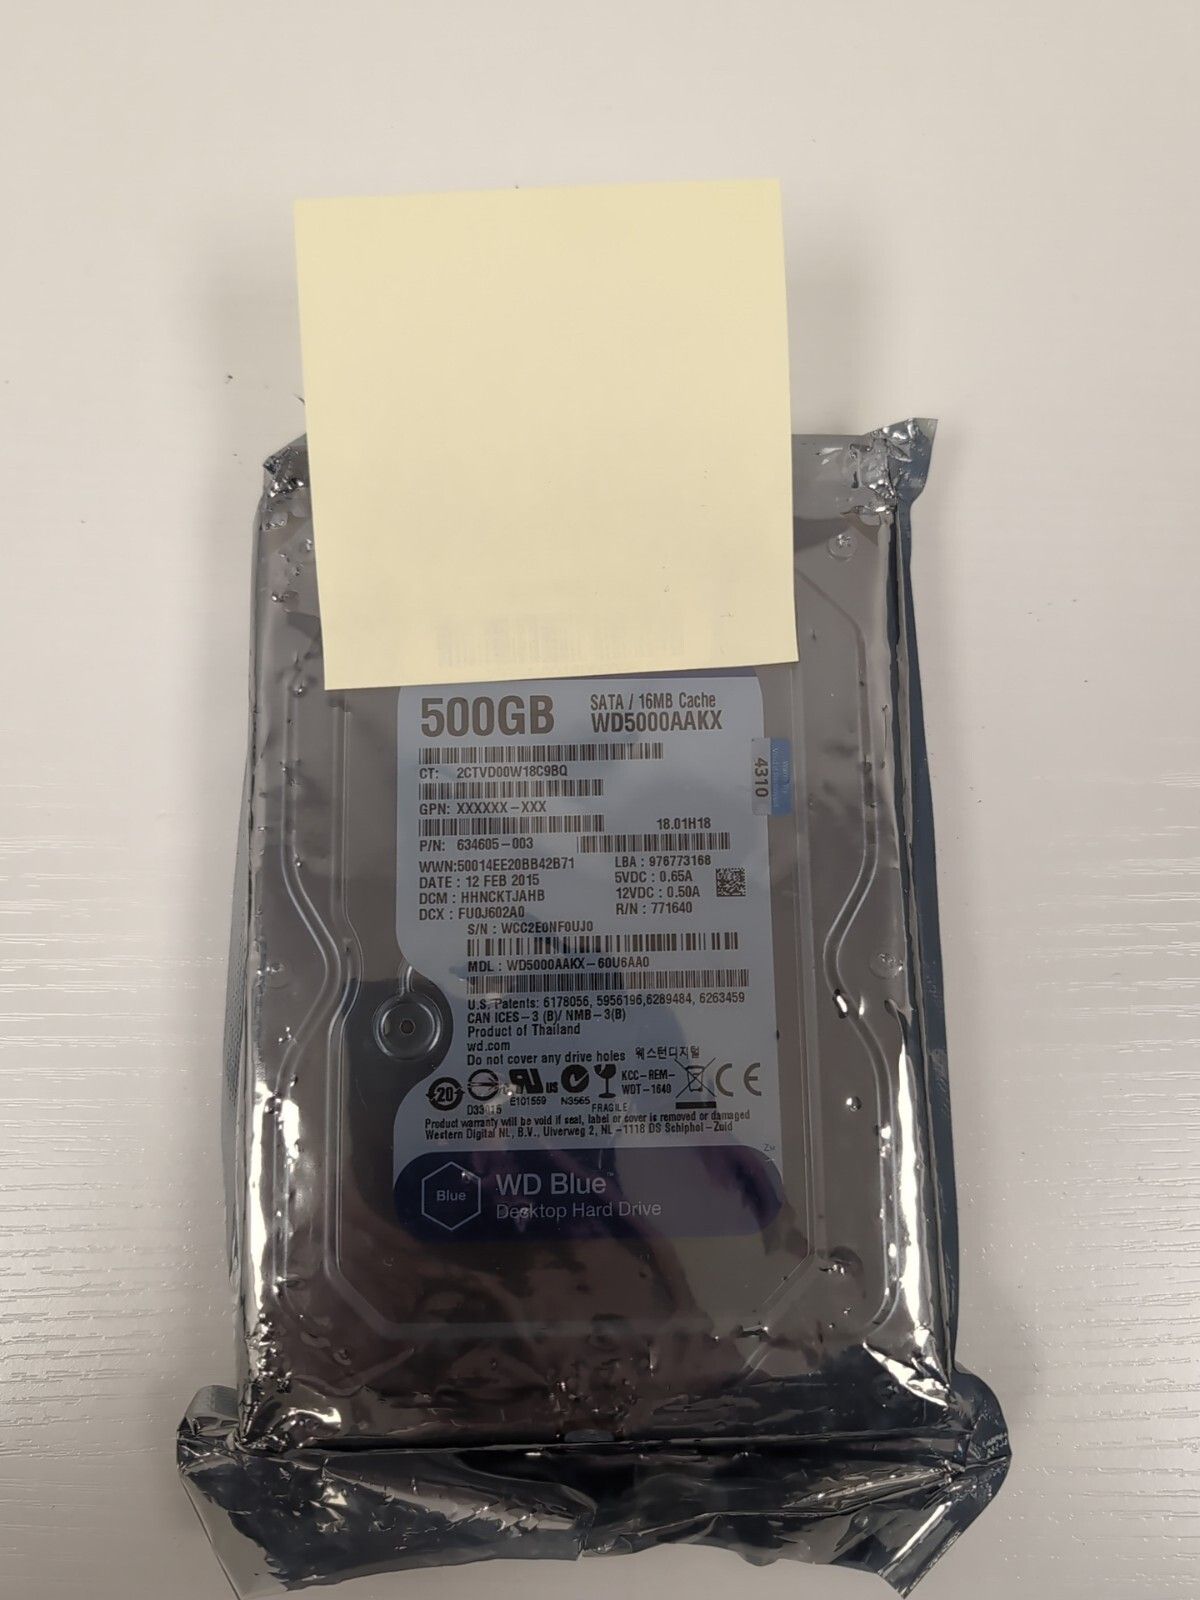 500GB
SATA / 16MB Cache
WD5000AAKX
CT: 2CTVD00W18C9BQ
GPN: XXXXXX-XXX
18.01H18
P/N: 634605-003
WWN:50014EE20BB42B71
LBA : 976773168
DATE : 12 FEB 2015
5VDC : 0.65A
DCM : HHNCKTJAHB
12VDC : 0.50A
DCX : FU0J602A0
R/N : 771640
S/N : WCC2E0NF0UJ0
MDL : WD5000AAKX-60U6AA0
U.S. Patents: 6178056, 5956196,6289484, 6263459
CAN ICES-3 (B)/ NMB-3(B)
Product of Thailand
wd.com
Do not cover any drive holes 웨스턴디지털
20
US
KCC-REM-
WDT-1640
CE
E101559
N3565
FRAGILE
Product warranty will be void if seal, label or cover is removed or damaged
Western Digital NL, B.V., Uiverweg 2, NL-1118 DS Schiphol-Zuid
Blue
WD Blue™
Desktop Hard Drive
4310